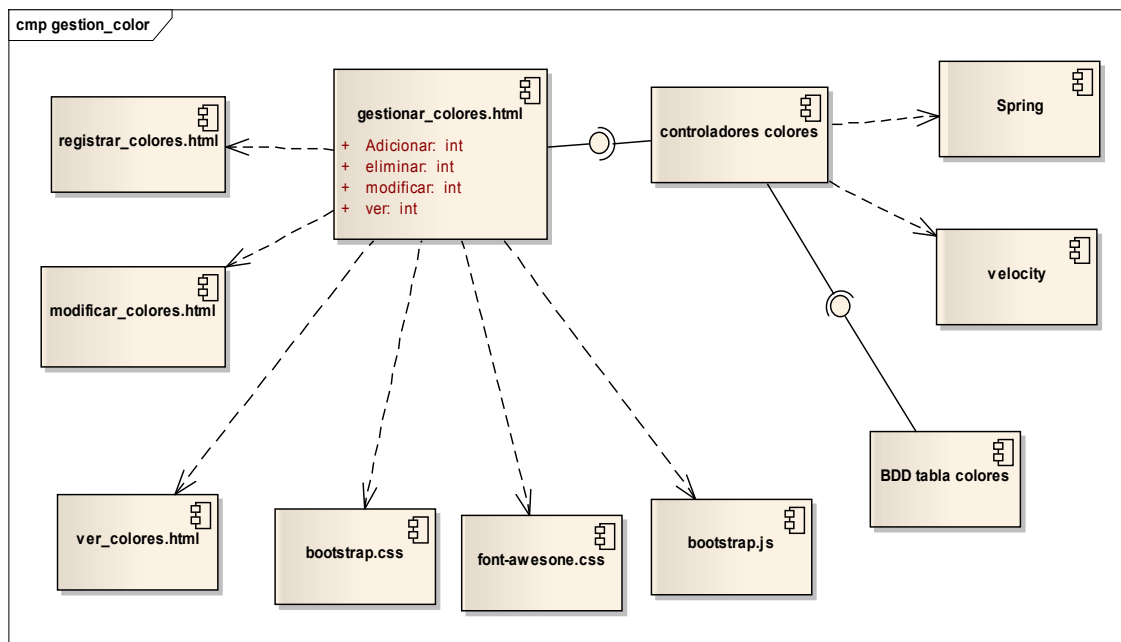 cmp gestion_color
registrar_colores.html
gestionar_colores.html
+ Adicionar: int
+ eliminar: int
+ modificar: int
+ ver: int
controladores colores
Spring
modificar_colores.html
velocity
BDD tabla colores
ver_colores.html
bootstrap.css
font-awesone.css
bootstrap.js